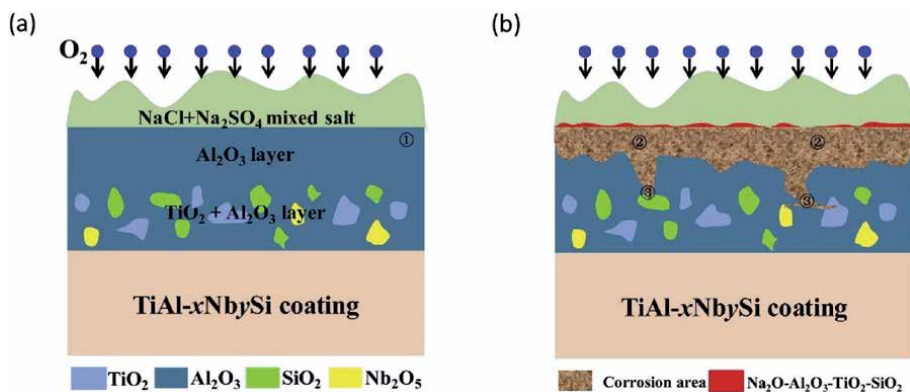 (a)
O₂
NaCl+Na₂SO₄ mixed salt
①
Al₂O₃ layer
TiO₂ + Al₂O₃ layer
TiAl-xNbySi coating
TiO₂ Al₂O₃ SiO₂ Nb₂O₅
(b)
② ②
③
③
TiAl-xNbySi coating
Corrosion area Na₂O-Al₂O₃-TiO₂-SiO₂